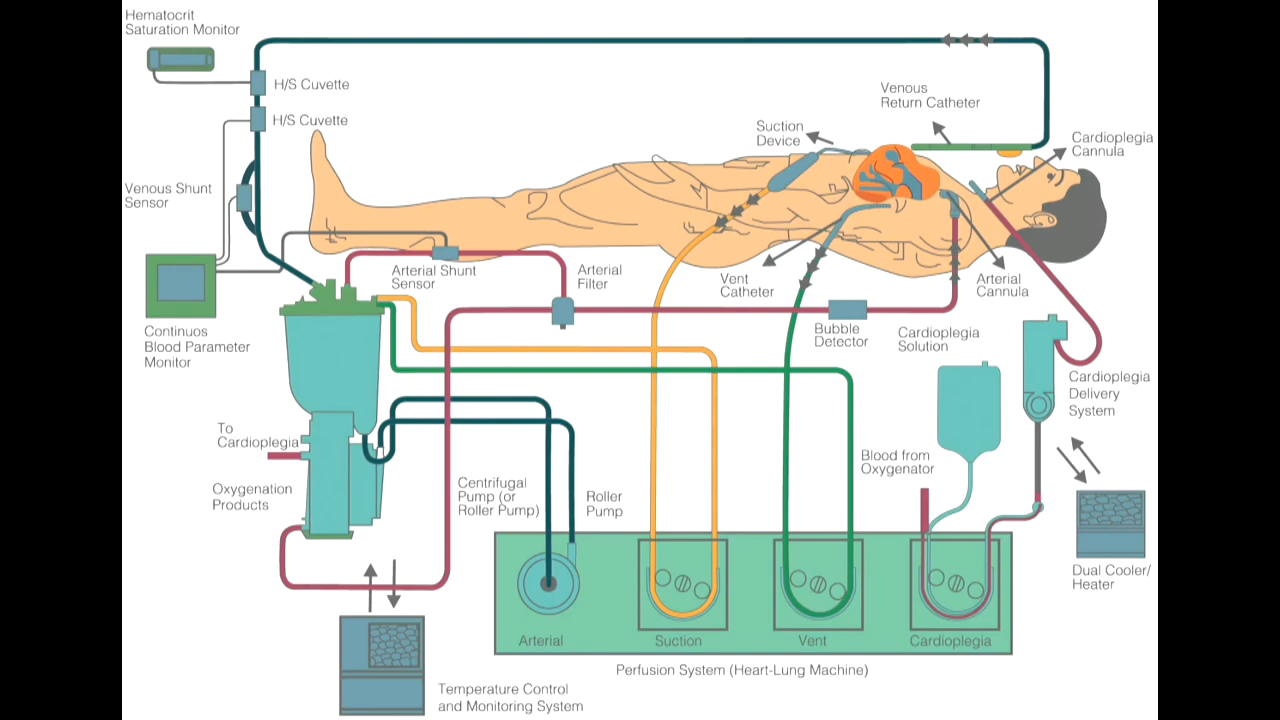 Hematocrit
Saturation Monitor
H/S Cuvette
H/S Cuvette
Venous
Return Catheter
Suction
Device
Cardioplegia
Cannula
Venous Shunt
Sensor
Arterial Shunt
Sensor
Arterial
Filter
Vent
Catheter
Arterial
Cannula
Continuos
Blood Parameter
Monitor
Bubble
Detector
Cardioplegia
Solution
Cardioplegia
Delivery
System
To
Cardioplegia
Blood from
Oxygenator
Oxygenation
Products
Centrifugal
Pump (or
Roller Pump)
Roller
Pump
Dual Cooler/
Heater
Arterial
Suction
Vent
Cardioplegia
Perfusion System (Heart-Lung Machine)
Temperature Control
and Monitoring System